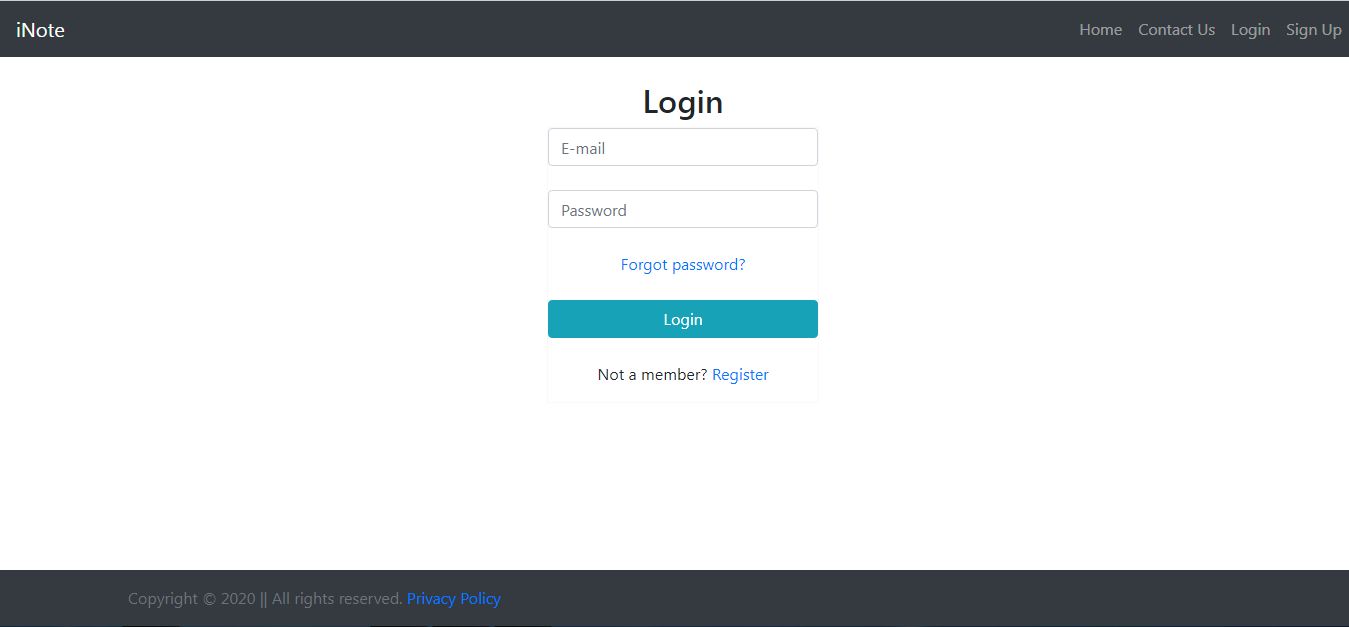 iNote
Home Contact Us Login Sign Up
Login
E-mail
Password
Forgot password?
Login
Not a member? Register
Copyright © 2020 || All rights reserved. Privacy Policy